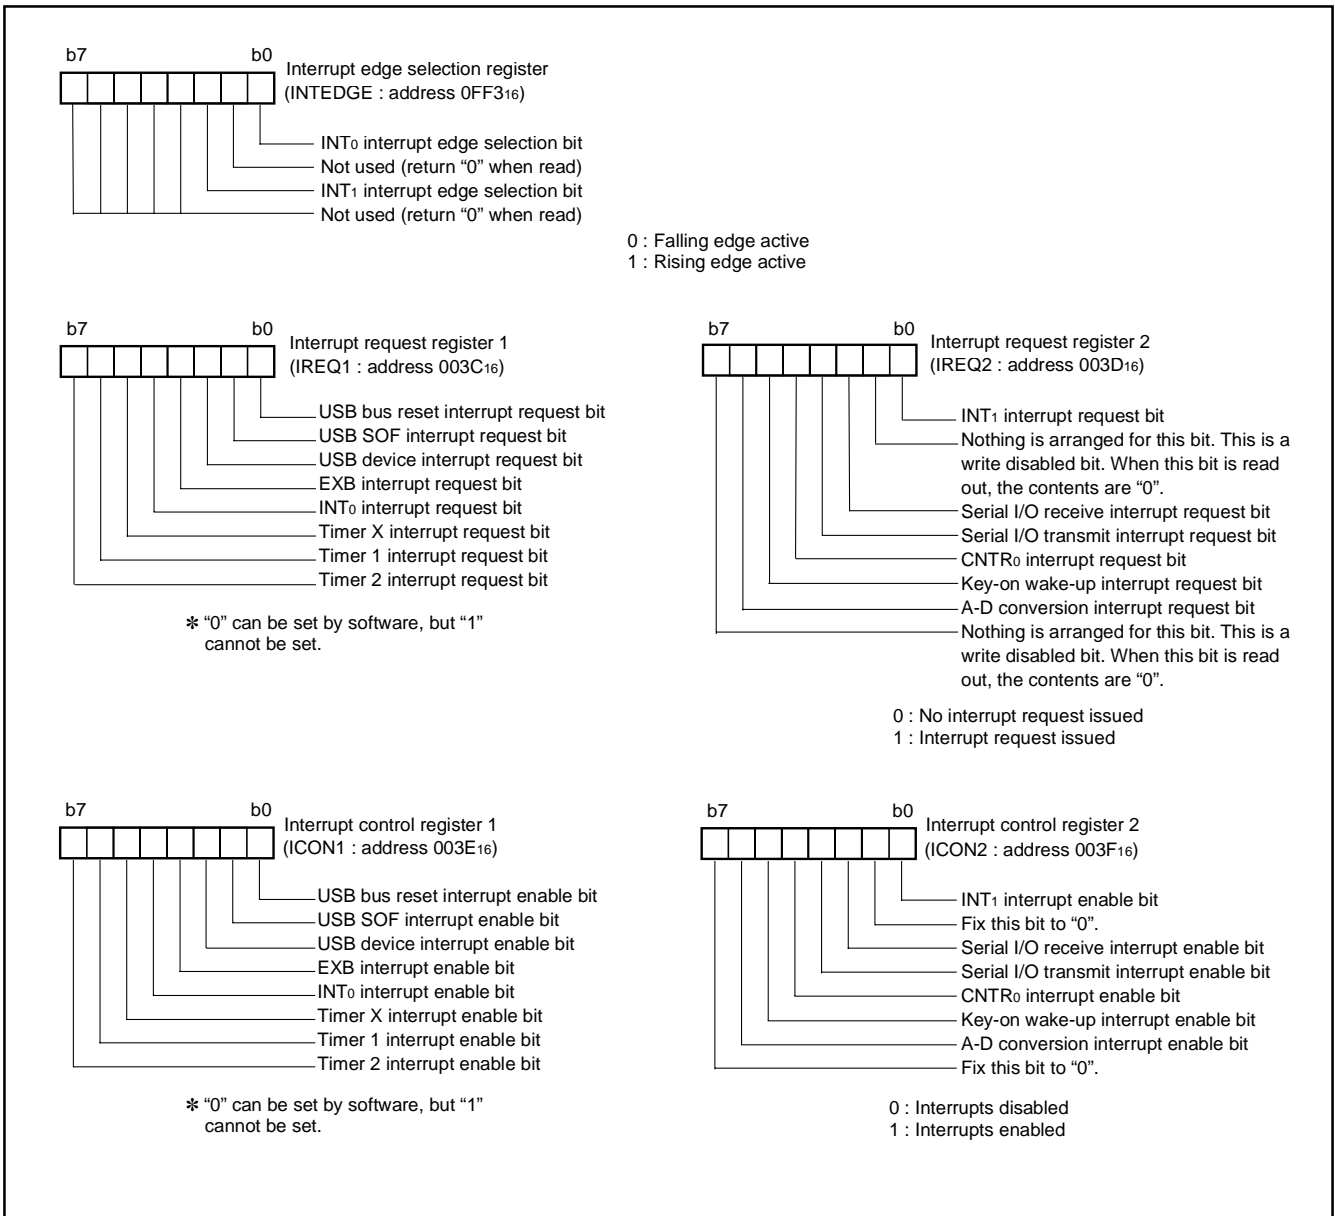 b7 b0
Interrupt edge selection register
(INTEDGE : address 0FF316)
INT0 interrupt edge selection bit
Not used (return “0” when read)
INT1 interrupt edge selection bit
Not used (return “0” when read)
0 : Falling edge active
1 : Rising edge active
b7 b0
Interrupt request register 1
(IREQ1 : address 003C16)
USB bus reset interrupt request bit
USB SOF interrupt request bit
USB device interrupt request bit
EXB interrupt request bit
INT0 interrupt request bit
Timer X interrupt request bit
Timer 1 interrupt request bit
Timer 2 interrupt request bit
✻ “0” can be set by software, but “1”
cannot be set.
b7 b0
Interrupt request register 2
(IREQ2 : address 003D16)
INT1 interrupt request bit
Nothing is arranged for this bit. This is a
write disabled bit. When this bit is read
out, the contents are “0”.
Serial I/O receive interrupt request bit
Serial I/O transmit interrupt request bit
CNTR0 interrupt request bit
Key-on wake-up interrupt request bit
A-D conversion interrupt request bit
Nothing is arranged for this bit. This is a
write disabled bit. When this bit is read
out, the contents are “0”.
0 : No interrupt request issued
1 : Interrupt request issued
b7 b0
Interrupt control register 1
(ICON1 : address 003E16)
USB bus reset interrupt enable bit
USB SOF interrupt enable bit
USB device interrupt enable bit
EXB interrupt enable bit
INT0 interrupt enable bit
Timer X interrupt enable bit
Timer 1 interrupt enable bit
Timer 2 interrupt enable bit
✻ “0” can be set by software, but “1”
cannot be set.
b7 b0
Interrupt control register 2
(ICON2 : address 003F16)
INT1 interrupt enable bit
Fix this bit to “0”.
Serial I/O receive interrupt enable bit
Serial I/O transmit interrupt enable bit
CNTR0 interrupt enable bit
Key-on wake-up interrupt enable bit
A-D conversion interrupt enable bit
Fix this bit to “0”.
0 : Interrupts disabled
1 : Interrupts enabled